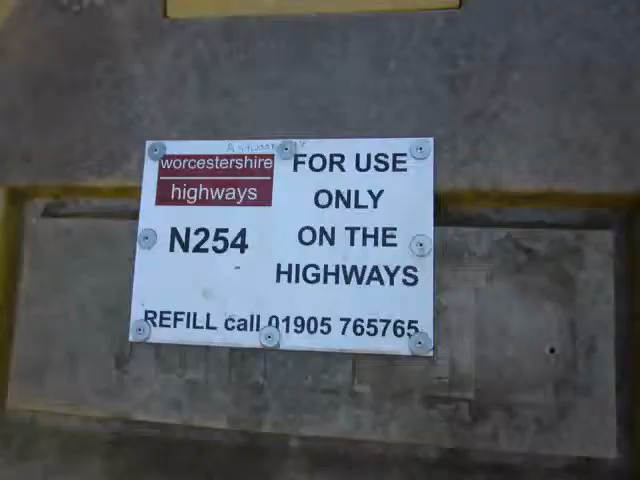 worcestershire
highways
N254
FOR USE
ONLY
ON THE
HIGHWAYS
REFILL call 01905 765765